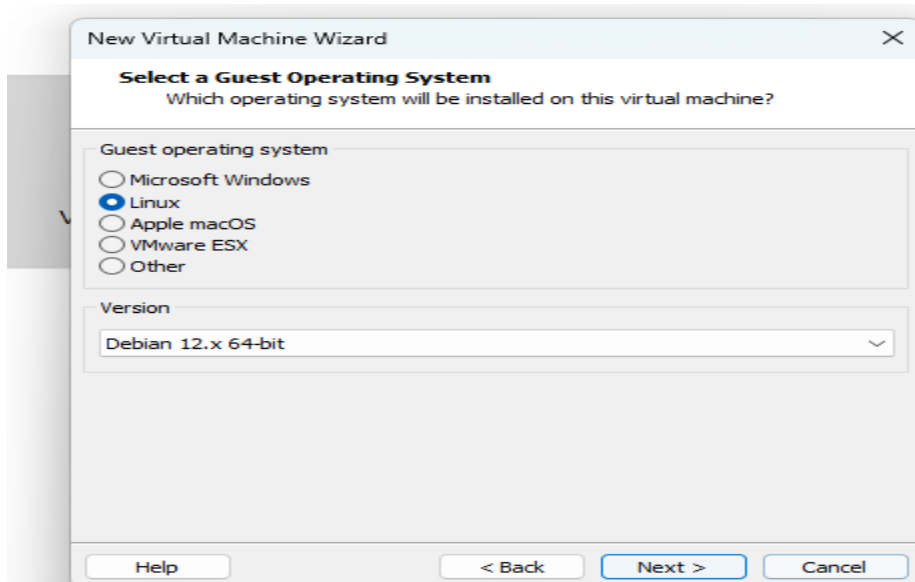 New Virtual Machine Wizard
Select a Guest Operating System
Which operating system will be installed on this virtual machine?
Guest operating system
Microsoft Windows
Linux
Apple macOS
VMware ESX
Other
Version
Debian 12.x 64-bit
Help
< Back
Next >
Cancel